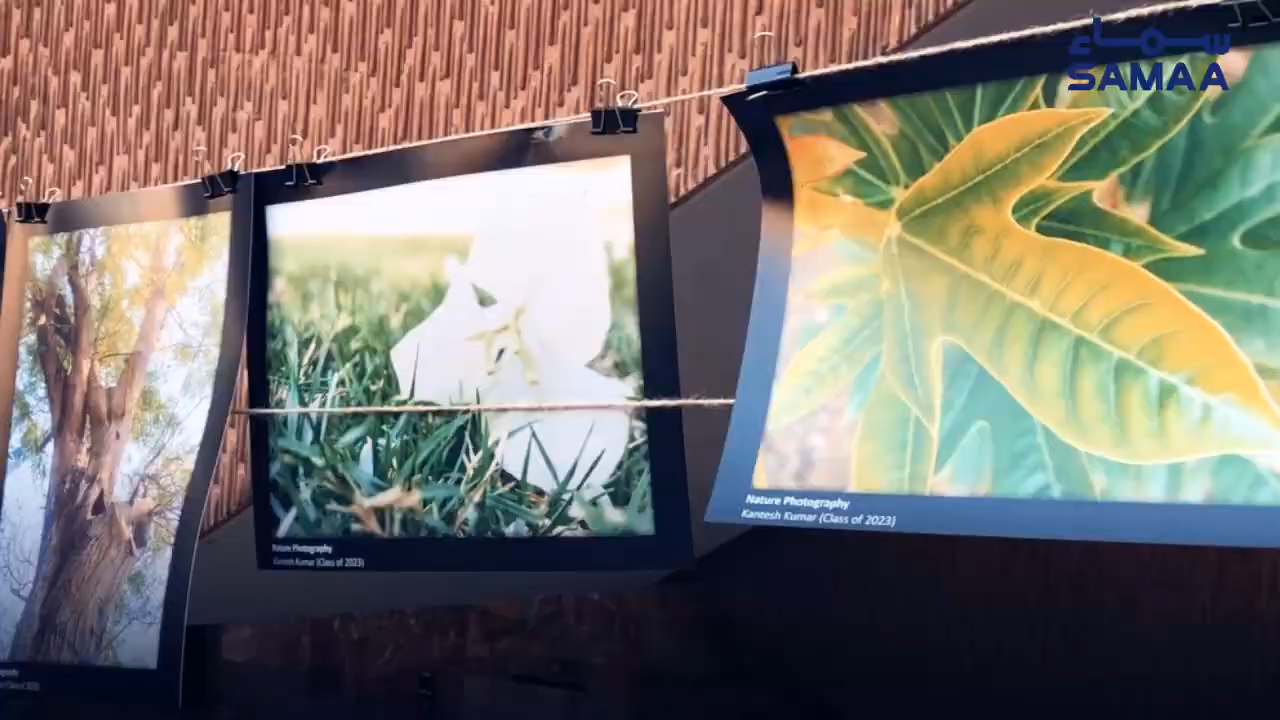 سماء
SAMAA
Nature Photography
Kantesh Kumar (Class of 2023)
Nature Photography
Kantesh Kumar (Class of 2023)